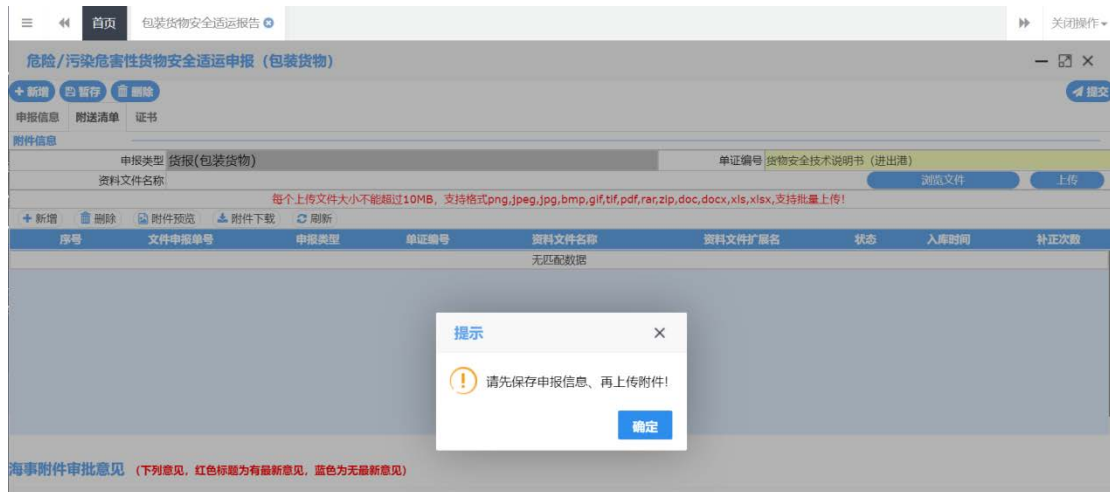 首页 包装货物安全适运报告 关闭操作
危险/污染危害性货物安全适运申报（包装货物）
新增 暂存 删除 提交
申报信息 附送清单 证书
附件信息
申报类型 货报(包装货物) 单证编号 货物安全技术说明书（进出港）
资料文件名称 浏览文件 上传
每个上传文件大小不能超过10MB，支持格式png,jpeg,jpg,bmp,gif,tif,pdf,rar,zip,doc,docx,xls,xlsx,支持批量上传!
新增 删除 附件预览 附件下载 刷新
序号 文件申报单号 申报类型 单证编号 资料文件名称 资料文件扩展名 状态 入库时间 补正次数
无匹配数据
提示
请先保存申报信息、再上传附件!
确定
海事附件审批意见 （下列意见，红色标题为有最新意见，蓝色为无最新意见）